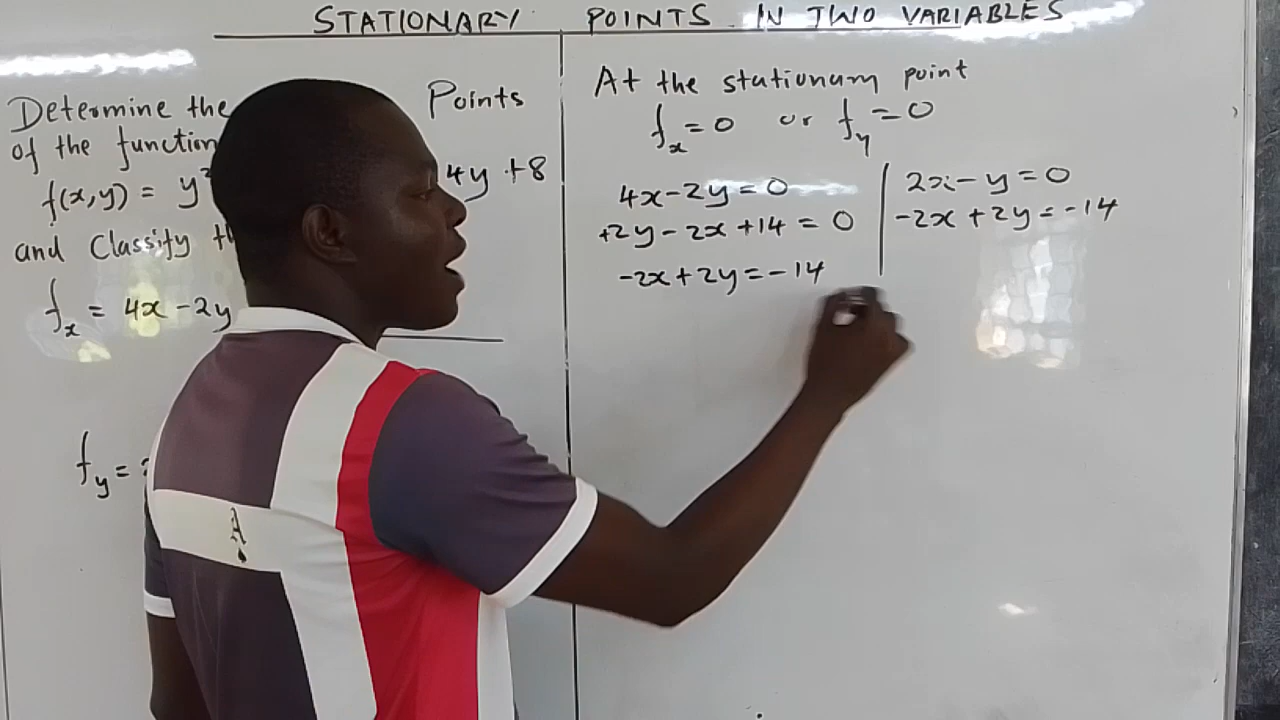 STATIONARY POINTS IN TWO VARIABLES
Determine the Points
of the function
f(x,y) = y² 4y + 8
and Classify th
fx = 4x - 2y
fy =
At the stationary point
fx = 0 or fy = 0
4x - 2y = 0
+2y - 2x + 14 = 0
-2x + 2y = -14
2x - y = 0
-2x + 2y = -14
A